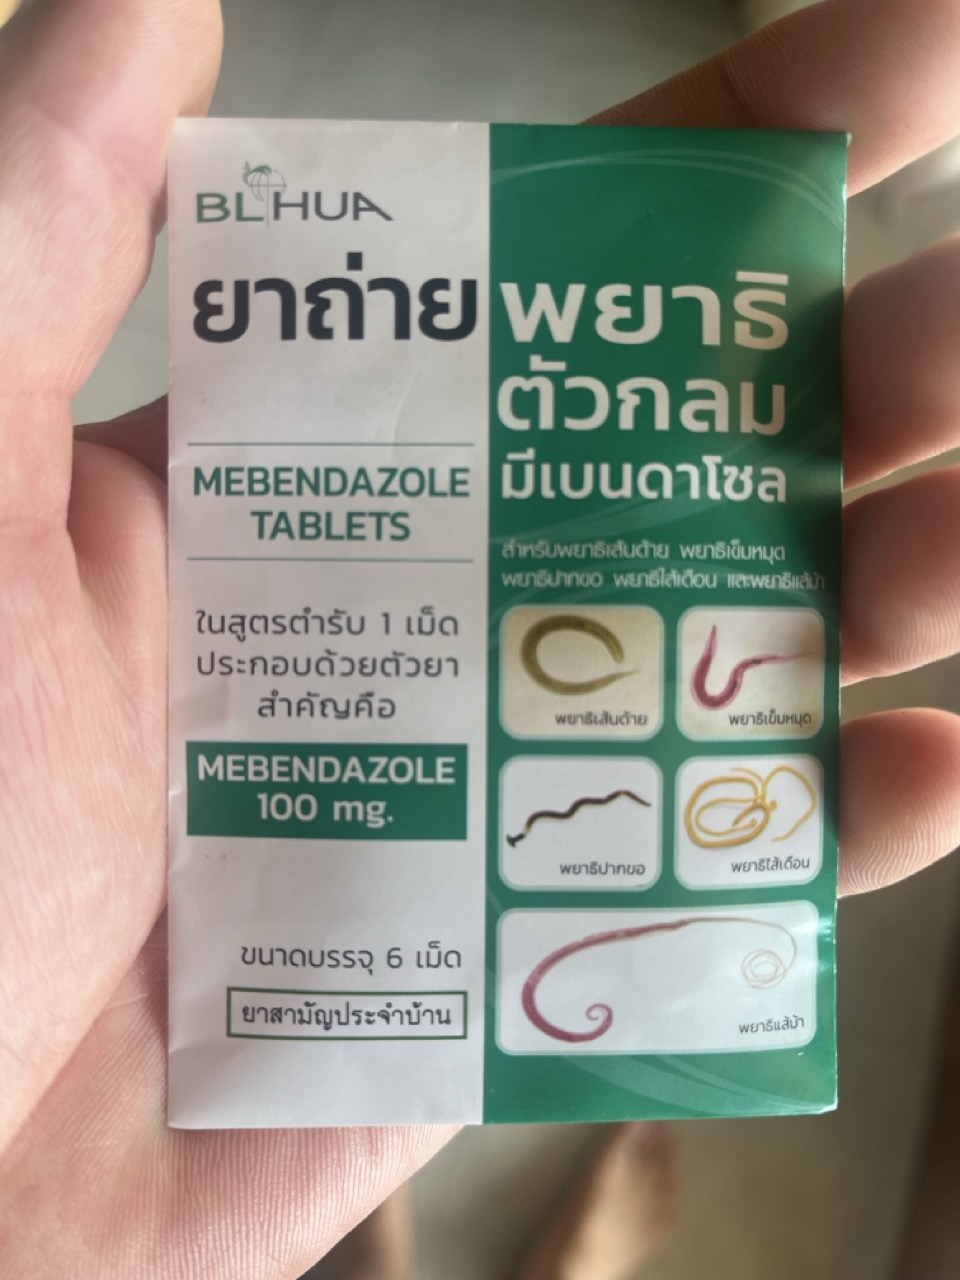 BLHUA
ยาถ่ายพยาธิ
ตัวกลม
มีเบนดาโซล
MEBENDAZOLE
TABLETS
สำหรับพยาธิเส้นด้าย พยาธิเข็มหมุด
พยาธิปากขอ พยาธิไส้เดือน และพยาธิแส้ม้า
ในสูตรตำรับ 1 เม็ด
ประกอบด้วยตัวยา
สำคัญคือ
MEBENDAZOLE
100 mg.
ขนาดบรรจุ 6 เม็ด
ยาสามัญประจำบ้าน
พยาธิเส้นด้าย
พยาธิเข็มหมุด
พยาธิปากขอ
พยาธิไส้เดือน
พยาธิแส้ม้า